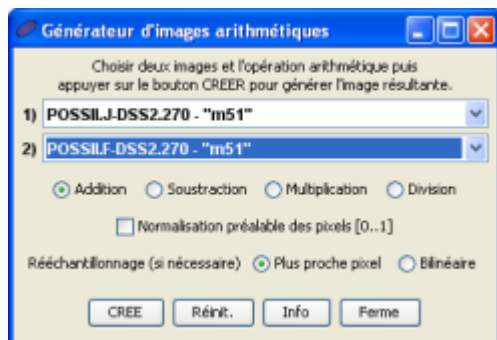 Générateur d'images arithmétiques
Choisir deux images et l'opération arithmétique puis
appuyer sur le bouton CREER pour générer l'image résultante.
1) POSSII.J-DSS2.270 - "m51"
2) POSSII.F-DSS2.270 - "m51"
Addition Soustraction Multiplication Division
Normalisation préalable des pixels [0..1]
Rééchantillonnage (si nécessaire) Plus proche pixel Bilinéaire
CREE Réinit. Info Ferme